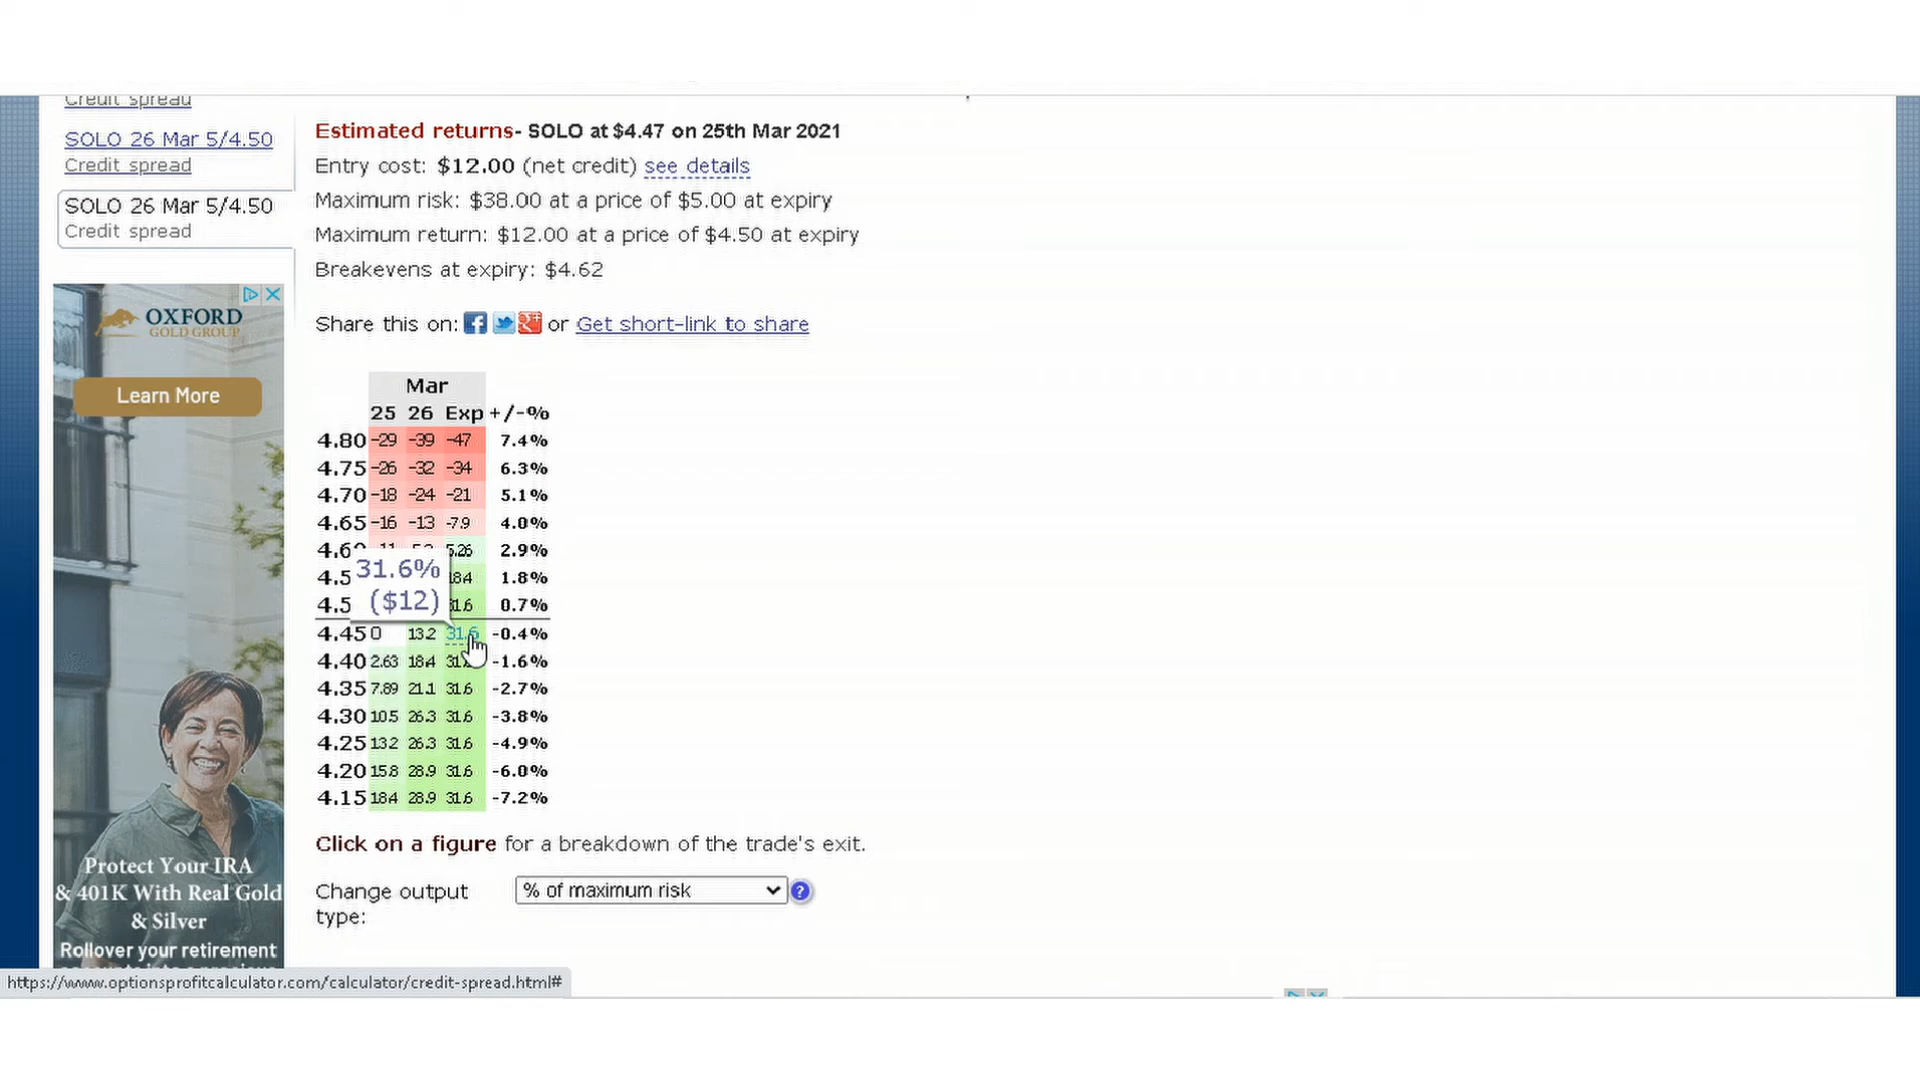 Credit spread
SOLO 26 Mar 5/4.50
Credit spread
SOLO 26 Mar 5/4.50
Credit spread
OXFORD
GOLD GROUP
Learn More
Protect Your IRA
& 401K With Real Gold
& Silver
Rollover your retirement
Estimated returns- SOLO at $4.47 on 25th Mar 2021
Entry cost: $12.00 (net credit) see details
Maximum risk: $38.00 at a price of $5.00 at expiry
Maximum return: $12.00 at a price of $4.50 at expiry
Breakevens at expiry: $4.62
Share this on: or Get short-link to share
Mar
25 26 Exp +/-%
4.80 -29 -39 -47 7.4%
4.75 -26 -32 -34 6.3%
4.70 -18 -24 -21 5.1%
4.65 -16 -13 -7.9 4.0%
5.26 2.9%
18.4 1.8%
31.6 0.7%
31.6%
($12)
4.45 0 13.2 31.6 -0.4%
4.40 2.63 18.4 -1.6%
4.35 7.89 21.1 31.6 -2.7%
4.30 10.5 26.3 31.6 -3.8%
4.25 13.2 26.3 31.6 -4.9%
4.20 15.8 28.9 31.6 -6.0%
4.15 18.4 28.9 31.6 -7.2%
Click on a figure for a breakdown of the trade's exit.
Change output type: % of maximum risk ?
https://www.optionsprofitcalculator.com/calculator/credit-spread.html#